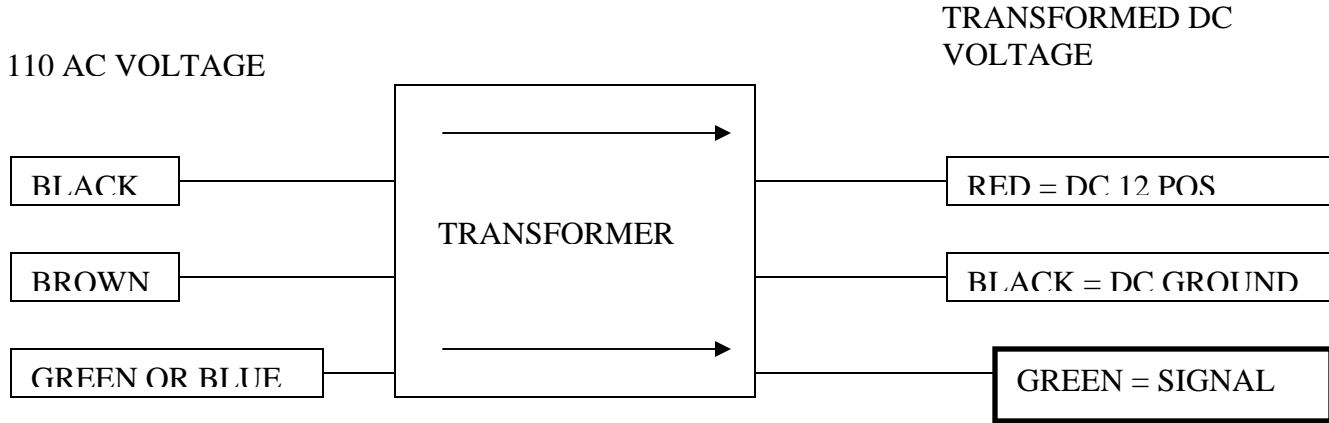 TRANSFORMED DC
VOLTAGE
110 AC VOLTAGE
BLACK
RED = DC 12 POS
TRANSFORMER
BROWN
BLACK = DC GROUND
GREEN OR BLUE
GREEN = SIGNAL